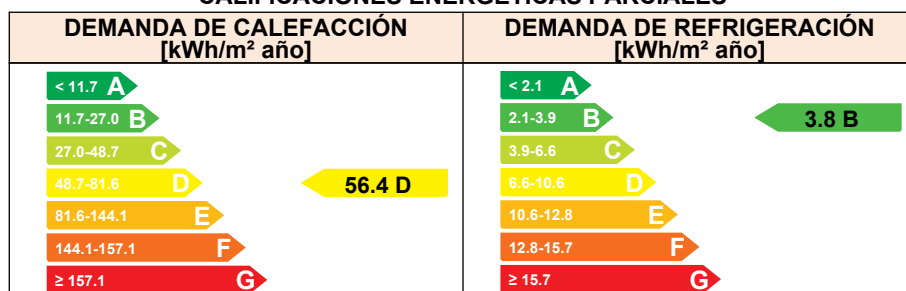 CALIFICACIONES ENERGÉTICAS PARCIALES
DEMANDA DE CALEFACCIÓN
[kWh/m² año]
< 11.7 A
11.7-27.0 B
27.0-48.7 C
48.7-81.6 D
56.4 D
81.6-144.1 E
144.1-157.1 F
≥ 157.1 G
DEMANDA DE REFRIGERACIÓN
[kWh/m² año]
< 2.1 A
2.1-3.9 B
3.8 B
3.9-6.6 C
6.6-10.6 D
10.6-12.8 E
12.8-15.7 F
≥ 15.7 G